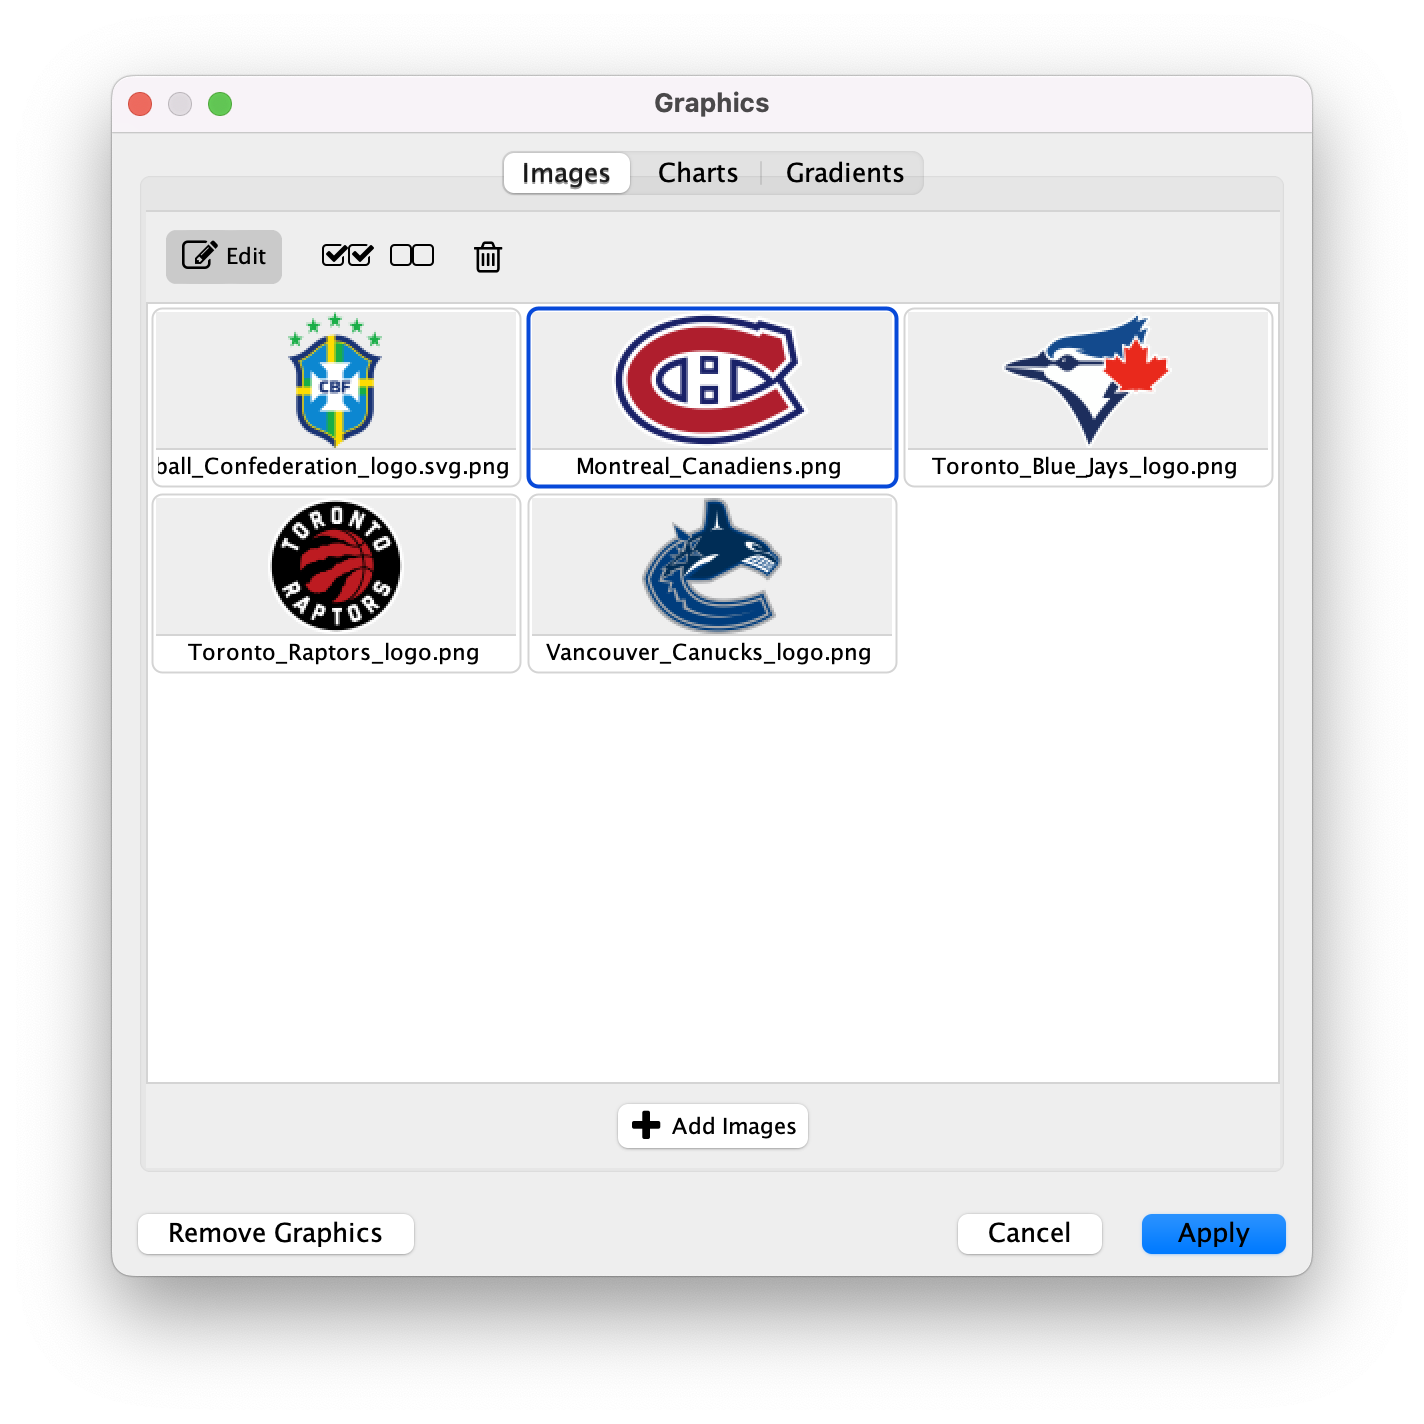 Graphics
Images Charts Gradients
Edit
CBF
ball_Confederation_logo.svg.png
Montreal_Canadiens.png
Toronto_Blue_Jays_logo.png
TORONTO
RAPTORS
Toronto_Raptors_logo.png
Vancouver_Canucks_logo.png
Add Images
Remove Graphics
Cancel
Apply